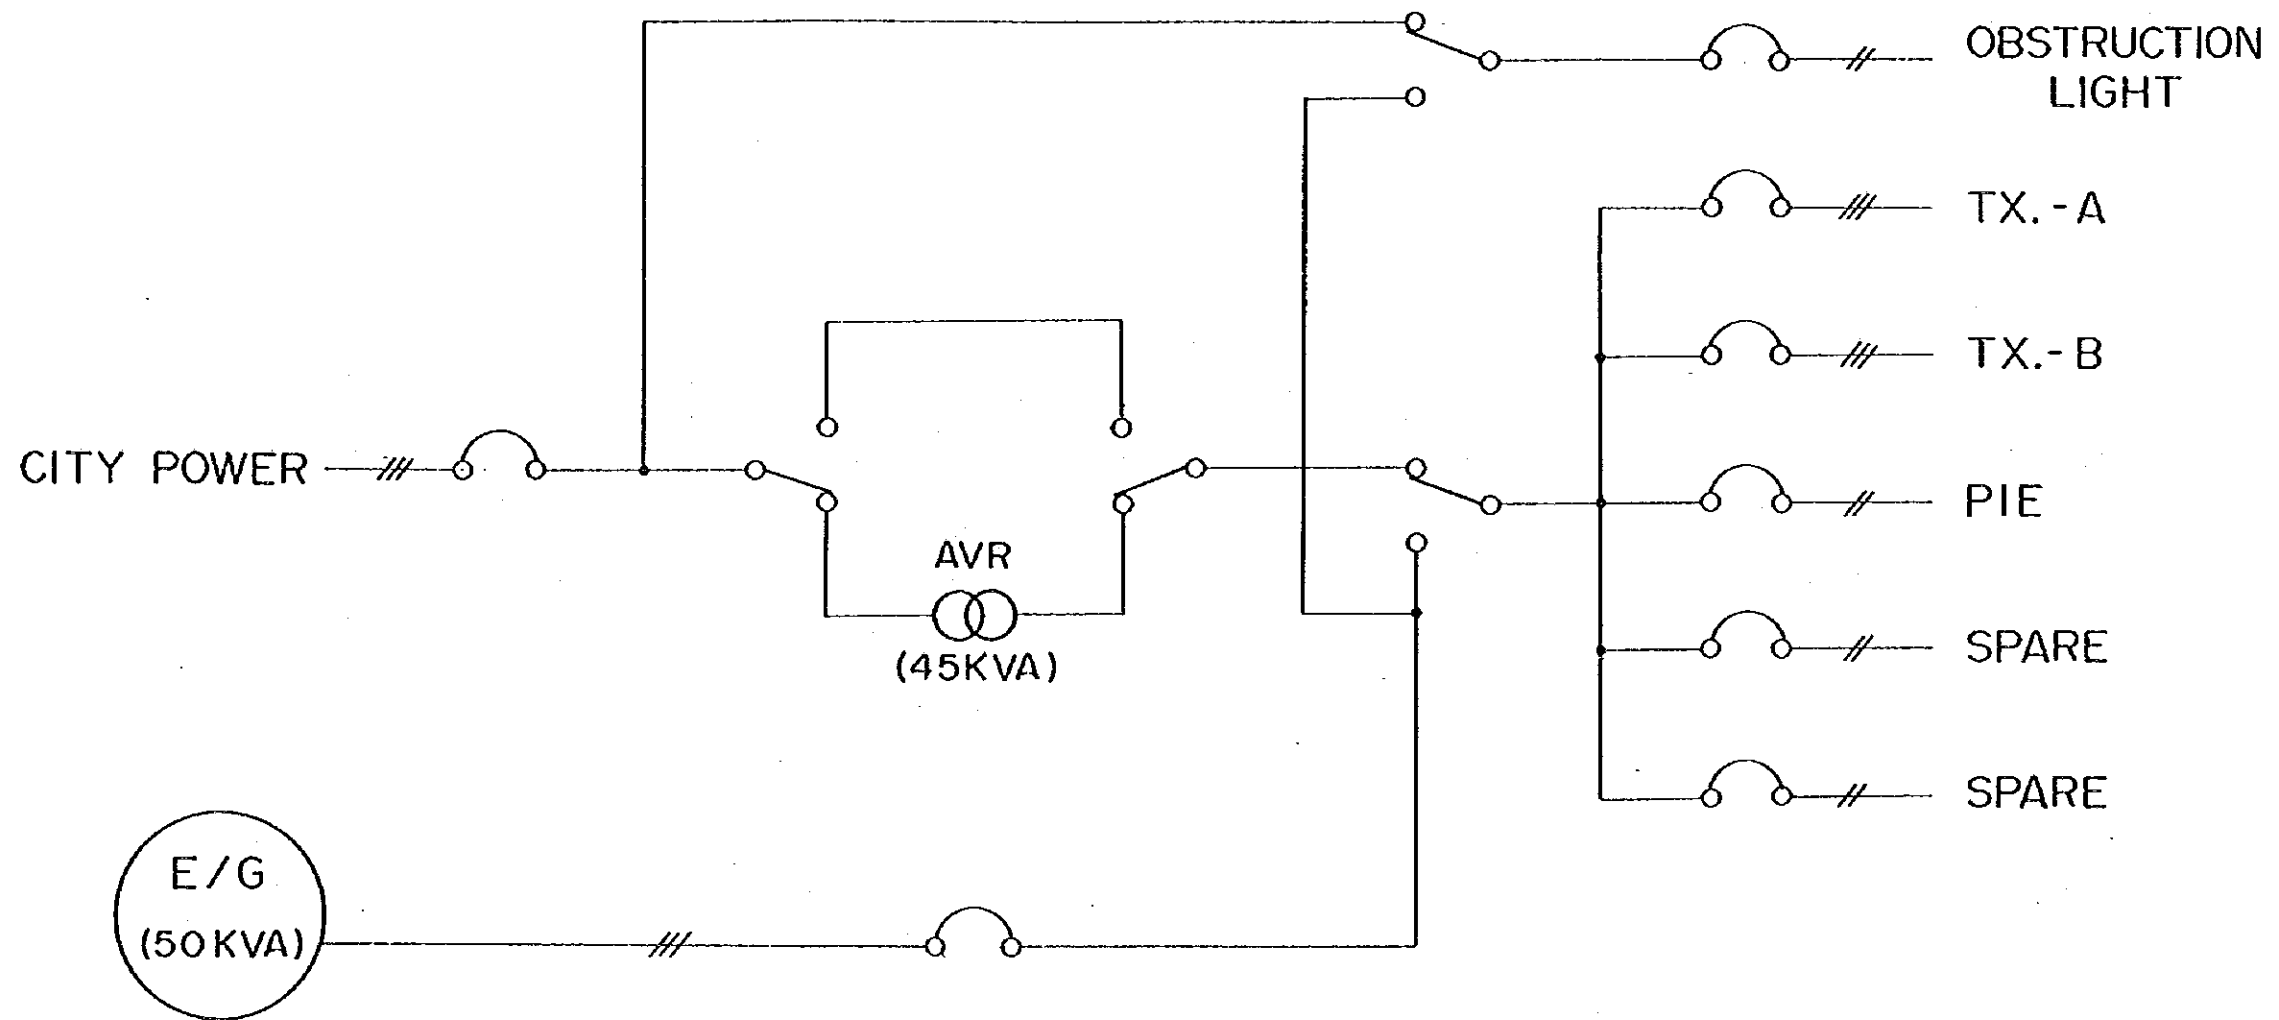 OBSTRUCTION
LIGHT
TX.-A
TX.-B
CITY POWER
PIE
AVR
(45KVA)
SPARE
SPARE
E/G
(50KVA)